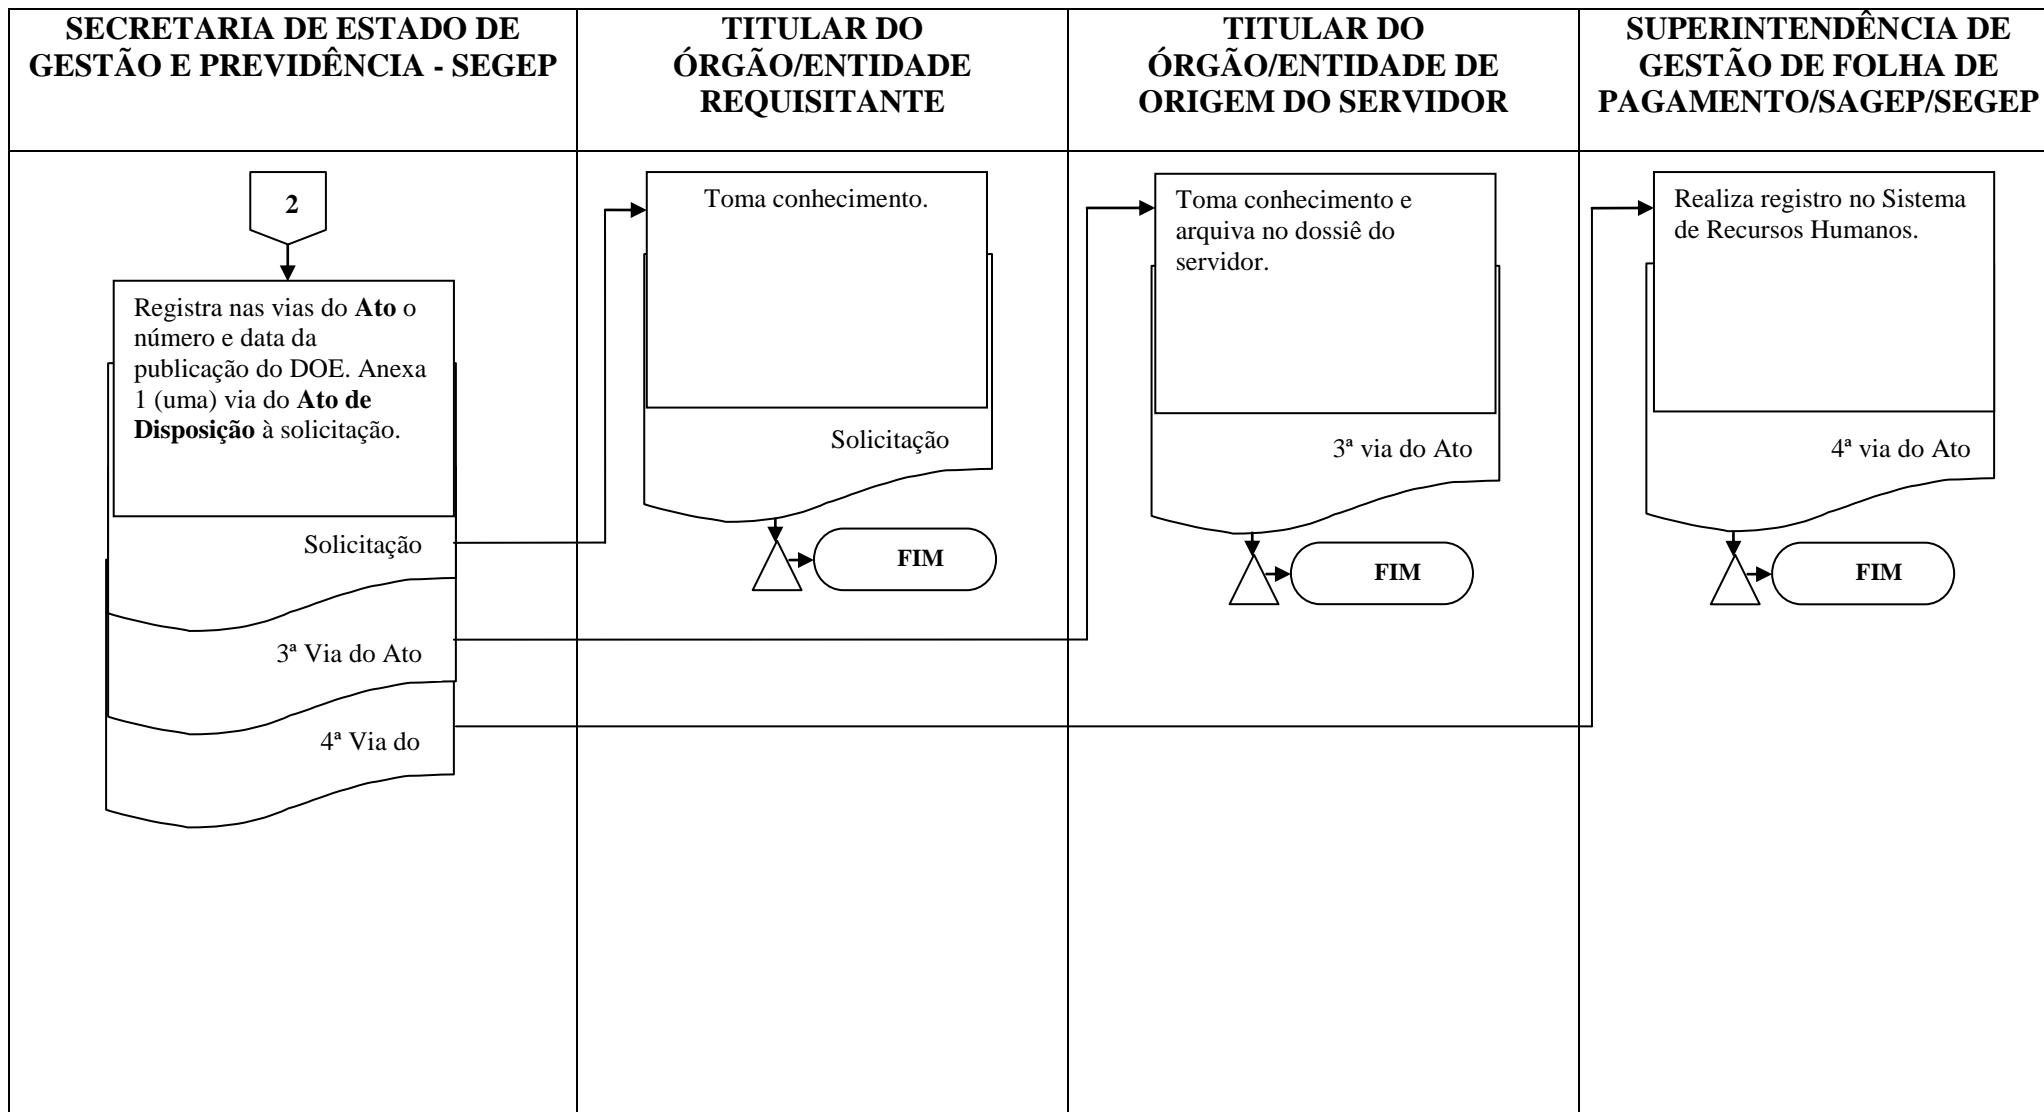 SECRETARIA DE ESTADO DE
GESTÃO E PREVIDÊNCIA - SEGEP
TITULAR DO
ÓRGÃO/ENTIDADE
REQUISITANTE
TITULAR DO
ÓRGÃO/ENTIDADE DE
ORIGEM DO SERVIDOR
SUPERINTENDÊNCIA DE
GESTÃO DE FOLHA DE
PAGAMENTO/SAGEP/SEGEP
2
Registra nas vias do Ato o
número e data da
publicação do DOE. Anexa
1 (uma) via do Ato de
Disposição à solicitação.
Solicitação
3ª Via do Ato
4ª Via do
Toma conhecimento.
Solicitação
FIM
Toma conhecimento e
arquiva no dossiê do
servidor.
3ª via do Ato
FIM
Realiza registro no Sistema
de Recursos Humanos.
4ª via do Ato
FIM